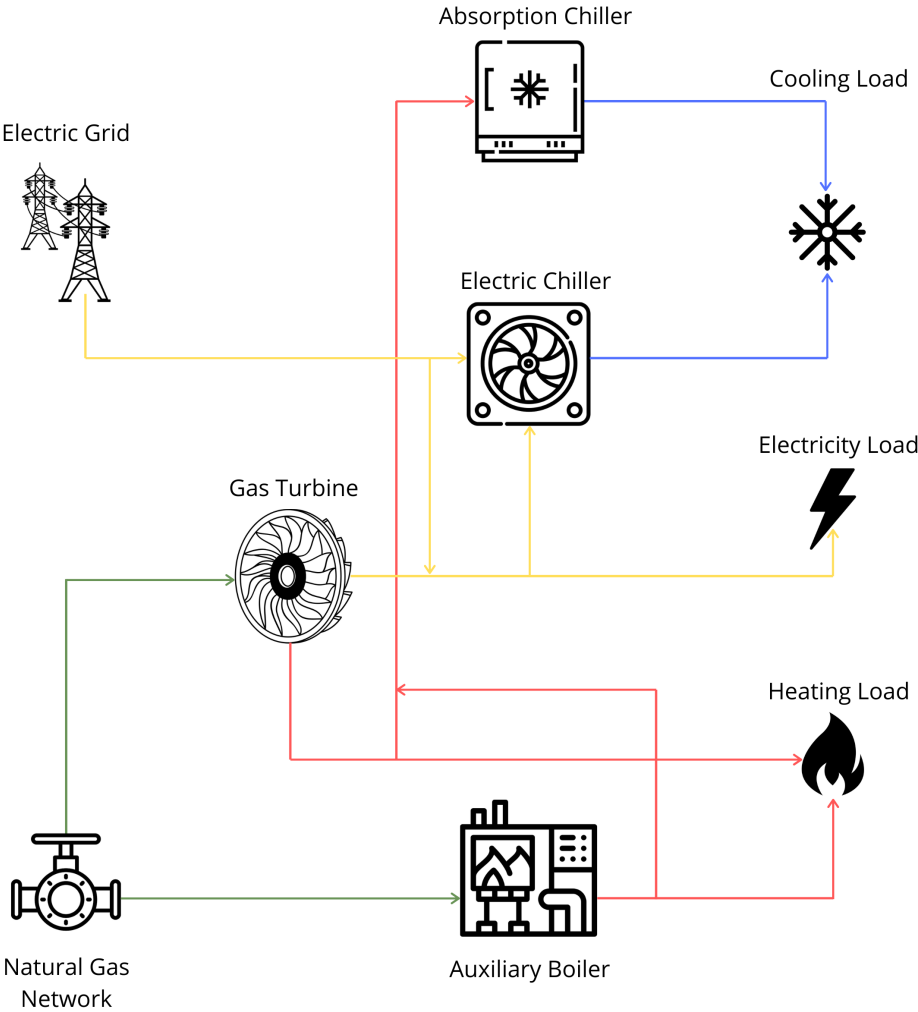 Absorption Chiller
Cooling Load
Electric Grid
Electric Chiller
Electricity Load
Gas Turbine
Heating Load
Natural Gas
Network
Auxiliary Boiler